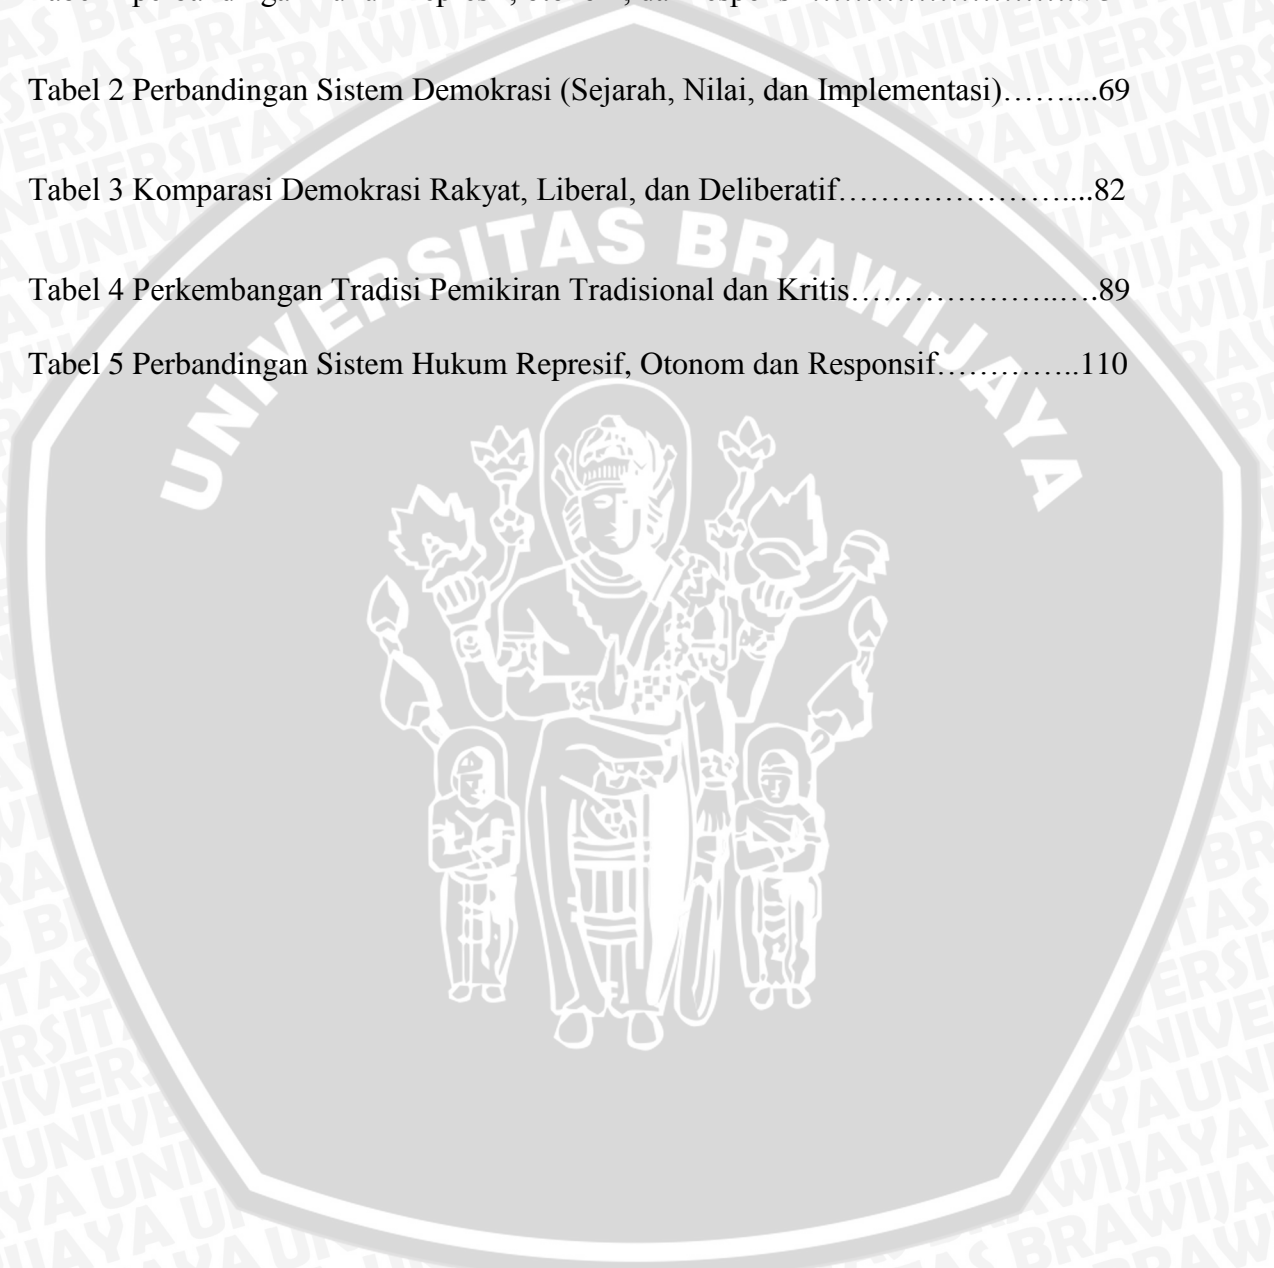 Tabel 2 Perbandingan Sistem Demokrasi (Sejarah, Nilai, dan Implementasi)……....69
Tabel 3 Komparasi Demokrasi Rakyat, Liberal, dan Deliberatif…………………....82
Tabel 4 Perkembangan Tradisi Pemikiran Tradisional dan Kritis………………..….89
Tabel 5 Perbandingan Sistem Hukum Represif, Otonom dan Responsif…………..110
UNIVERSITAS BRAWIJAYA